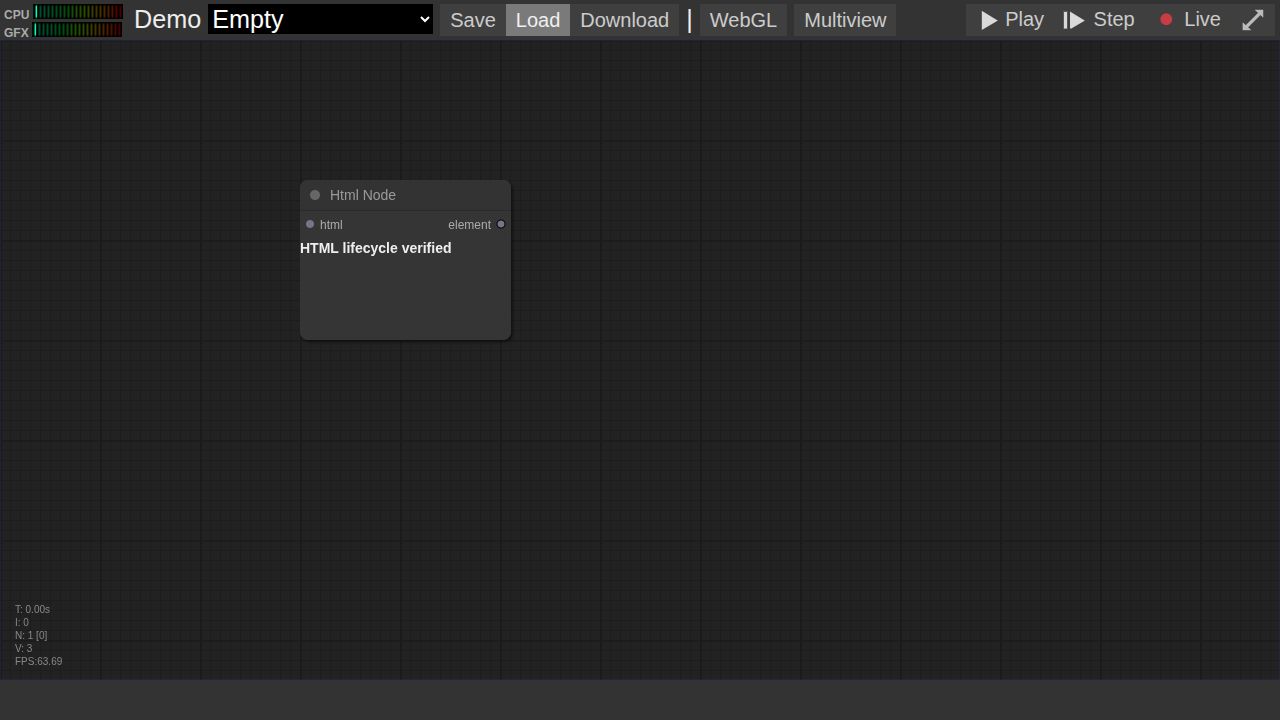 CPU
GFX
Demo Empty Save Load Download | WebGL Multiview Play Step Live
Html Node
html element
HTML lifecycle verified
T: 0.00s
I: 0
N: 1 [0]
V: 3
FPS:63.69